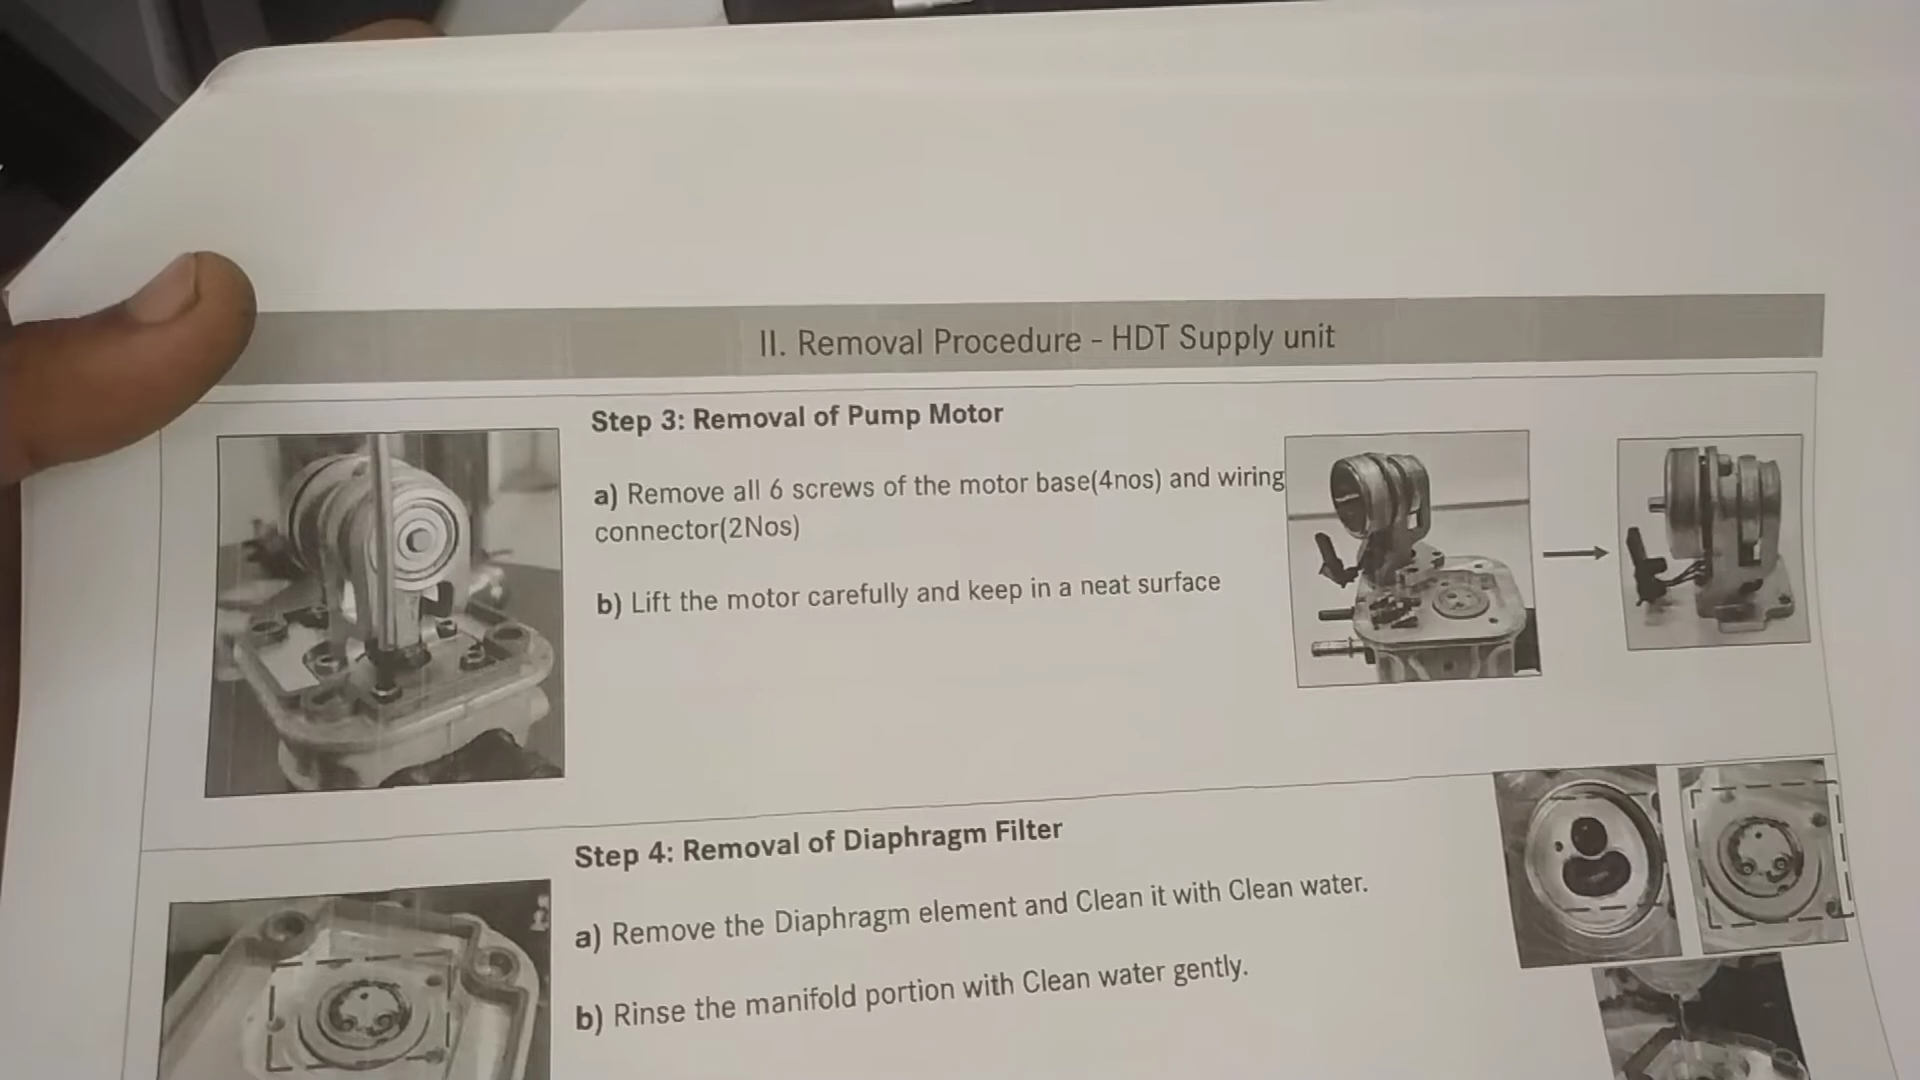 II. Removal Procedure - HDT Supply unit
Step 3: Removal of Pump Motor
a) Remove all 6 screws of the motor base(4nos) and wiring
connector(2Nos)
b) Lift the motor carefully and keep in a neat surface
Step 4: Removal of Diaphragm Filter
a) Remove the Diaphragm element and Clean it with Clean water.
b) Rinse the manifold portion with Clean water gently.